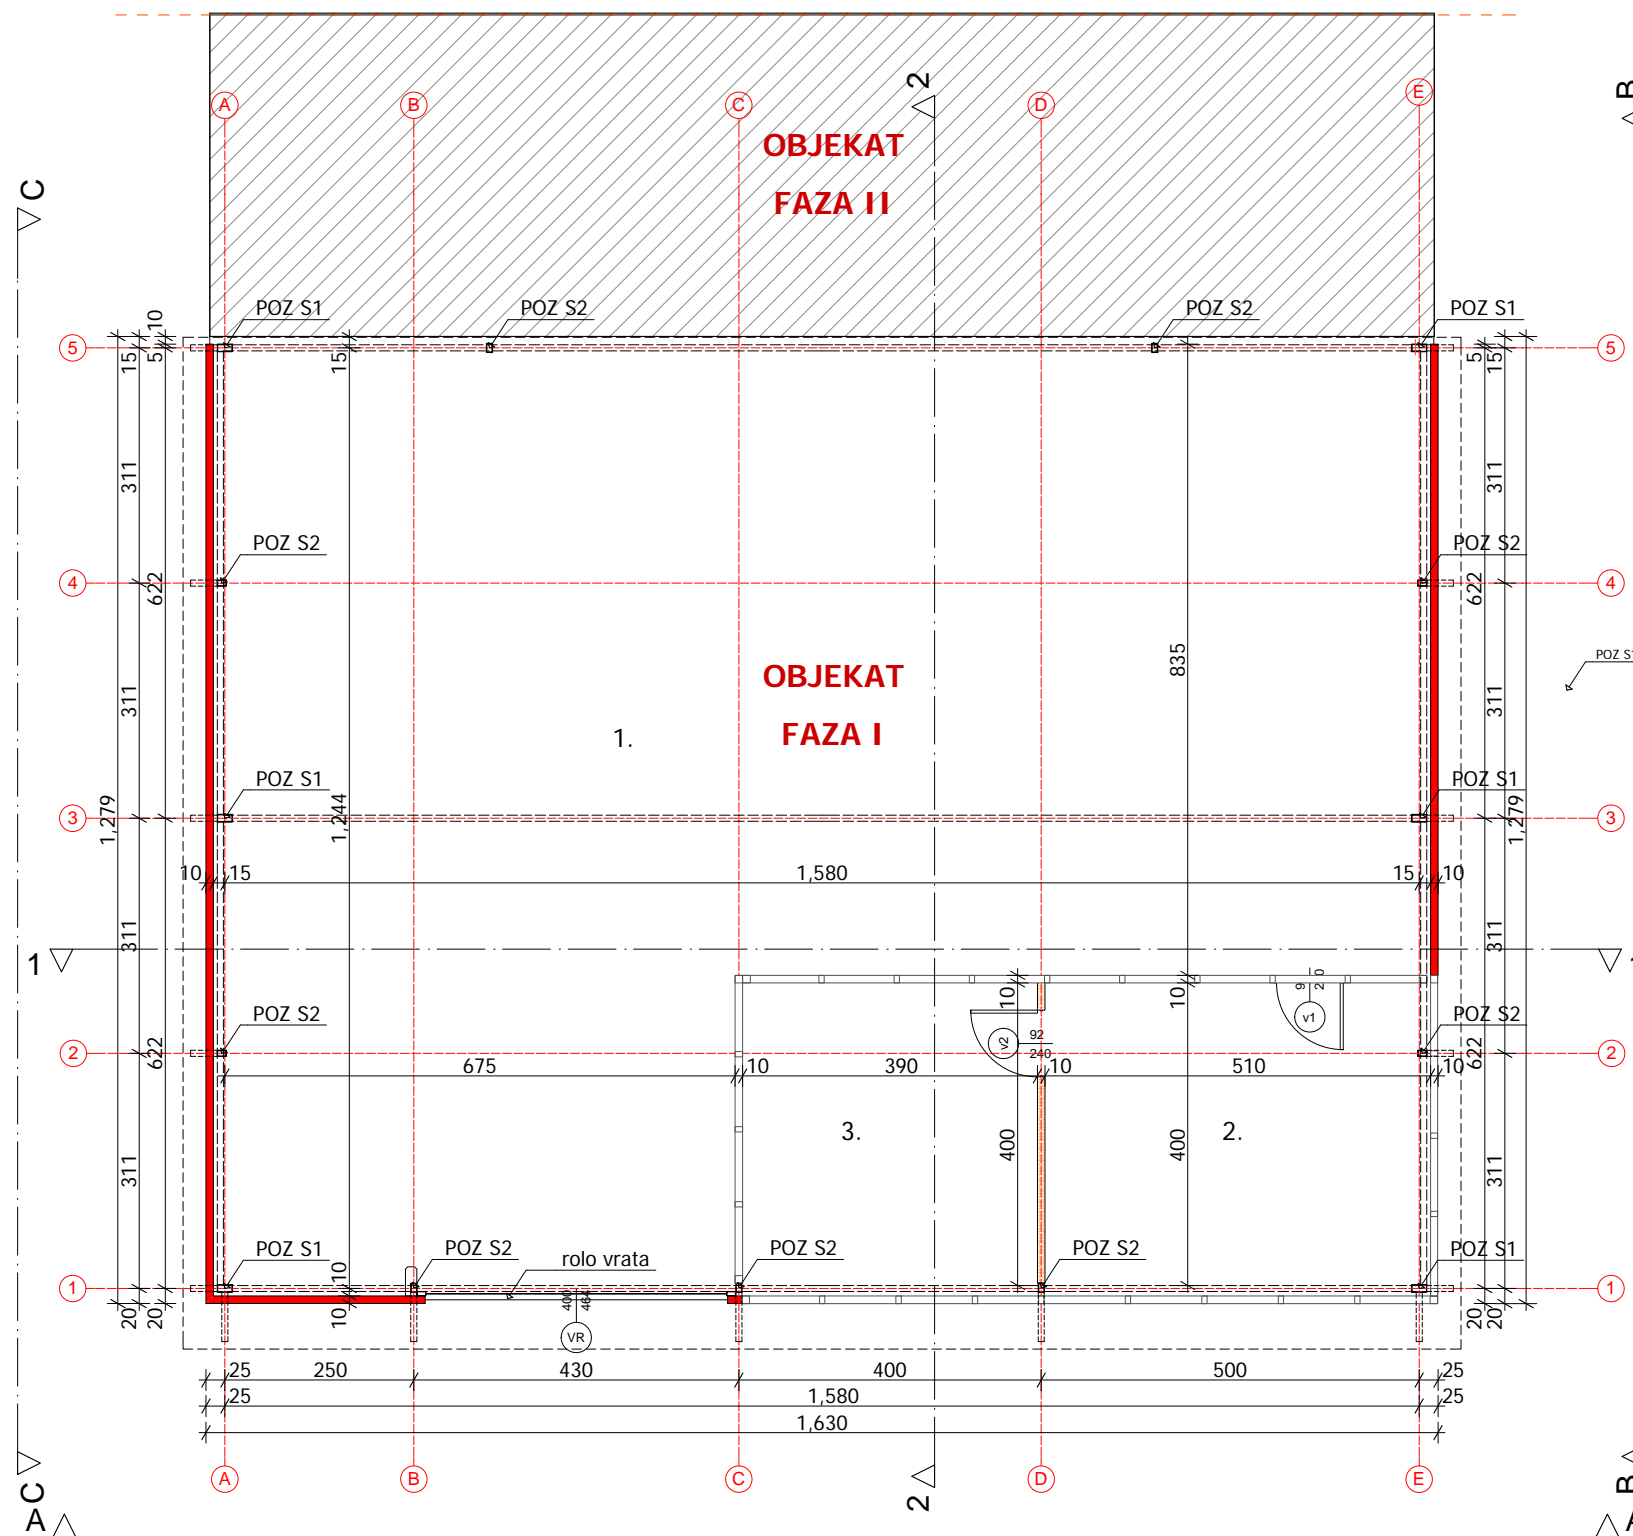 A B C D E
2
B
C
OBJEKAT
FAZA II
POZ S1 POZ S2 POZ S2 POZ S1
10
5 15 5 15 5 15 5
311 311
POZ S2 POZ S2
4 622 622 4
835
OBJEKAT
FAZA I
POZ S1
311 311
1.
POZ S1 POZ S1
3 1,279 1,244 1,279 3
10 15 1,580 15 10
311 311
1
10 10
POZ S2 v2 92 240 v1 POZ S2
2 622 622 2
675 10 390 10 510 10
3. 2.
311 400 400 311
POZ S1 POZ S2 rolo vrata POZ S2 POZ S2 POZ S1
1 10 400 464 1
20 20 10 VR 20 20
25 250 430 400 500 25
25 1,580 25
1,630
A B C D E
C 2 B
A